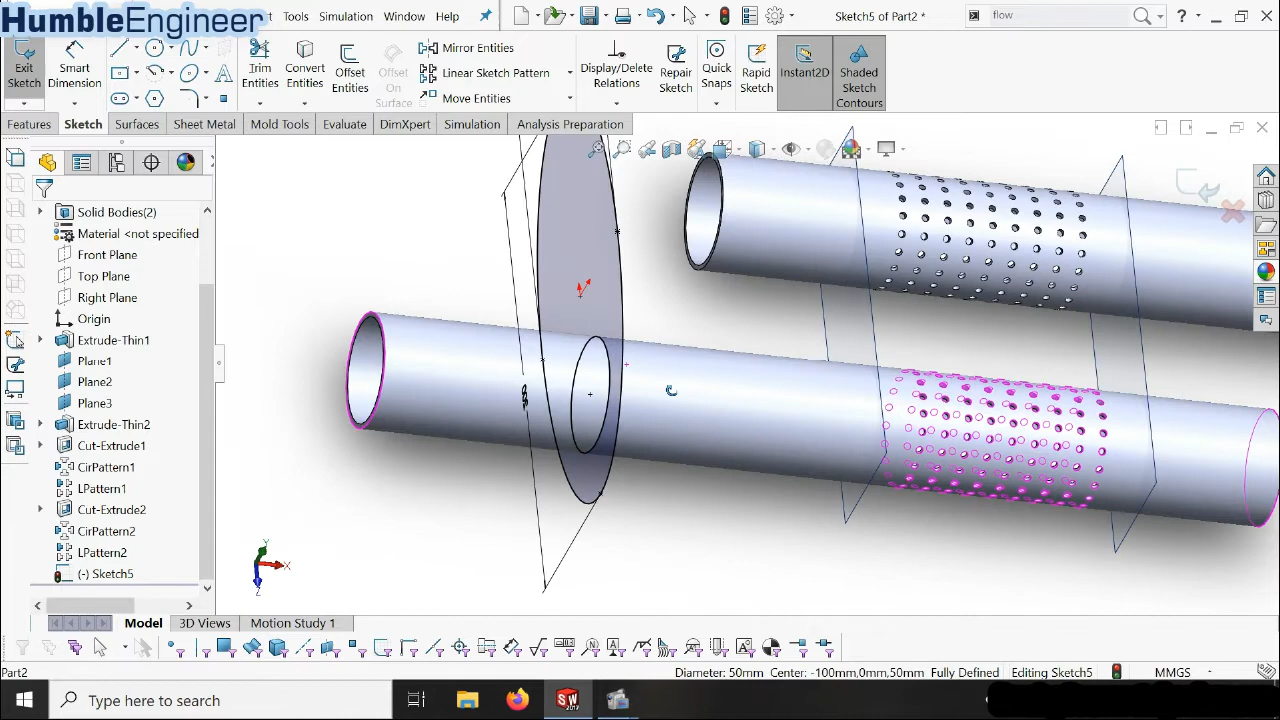 HumbleEngineer
Tools Simulation Window Help
Sketch5 of Part2 *
flow
?
Exit Sketch
Smart Dimension
Trim Entities
Convert Entities
Offset Entities
Offset On Surface
Mirror Entities
Linear Sketch Pattern
Move Entities
Display/Delete Relations
Repair Sketch
Quick Snaps
Rapid Sketch
Instant2D
Shaded Sketch Contours
Features Sketch Surfaces Sheet Metal Mold Tools Evaluate DimXpert Simulation Analysis Preparation
Solid Bodies(2)
Material <not specified
Front Plane
Top Plane
Right Plane
Origin
Extrude-Thin1
Plane1
Plane2
Plane3
Extrude-Thin2
Cut-Extrude1
CirPattern1
LPattern1
Cut-Extrude2
CirPattern2
LPattern2
(-) Sketch5
Y
X
Z
Model 3D Views Motion Study 1
Part2 Diameter: 50mm Center: -100mm,0mm,50mm Fully Defined Editing Sketch5 MMGS
Type here to search
SW
2019